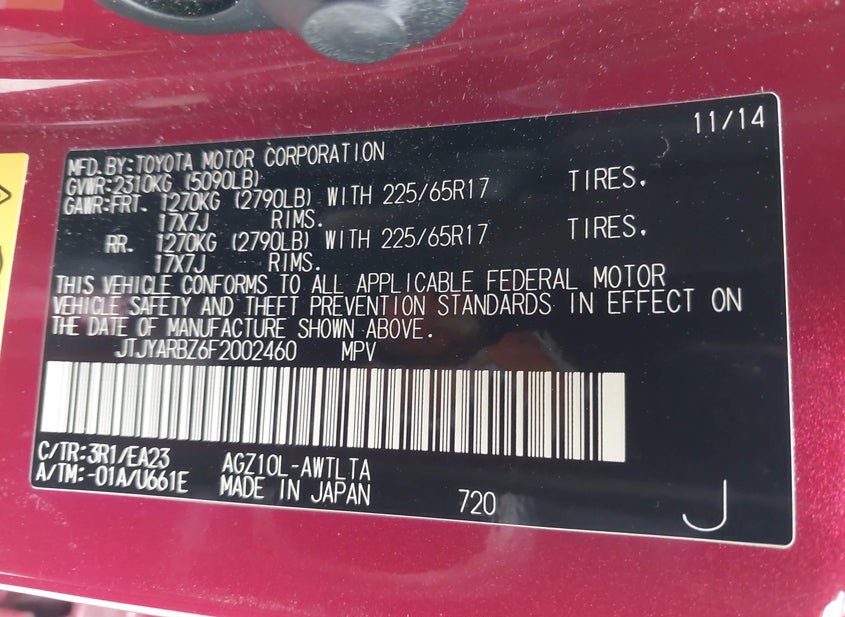 11/14
MFD. BY: TOYOTA MOTOR CORPORATION
GVWR: 2310KG (5090LB)
GAWR: FRT. 1270KG (2790LB) WITH 225/65R17 TIRES.
17X7J RIMS.
RR. 1270KG (2790LB) WITH 225/65R17 TIRES.
17X7J RIMS.
THIS VEHICLE CONFORMS TO ALL APPLICABLE FEDERAL MOTOR
VEHICLE SAFETY AND THEFT PREVENTION STANDARDS IN EFFECT ON
THE DATE OF MANUFACTURE SHOWN ABOVE.
JTJYARBZ6F2002460 MPV
C/TR: 3R1/EA23 AGZ10L-AWTLTA
A/TM: -01A/U661E MADE IN JAPAN 720
J